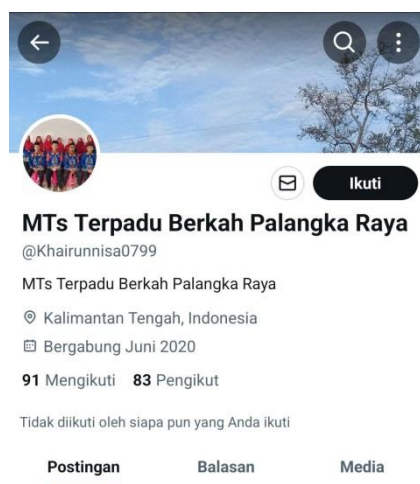 Ikuti
MTs Terpadu Berkah Palangka Raya
@Khairunnisa0799
MTs Terpadu Berkah Palangka Raya
Kalimantan Tengah, Indonesia
Bergabung Juni 2020
91 Mengikuti 83 Pengikut
Tidak diikuti oleh siapa pun yang Anda ikuti
Postingan Balasan Media